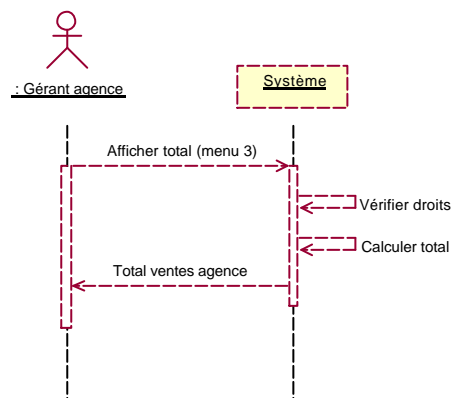 : Gérant agence
Système
Afficher total (menu 3)
Vérifier droits
Calculer total
Total ventes agence